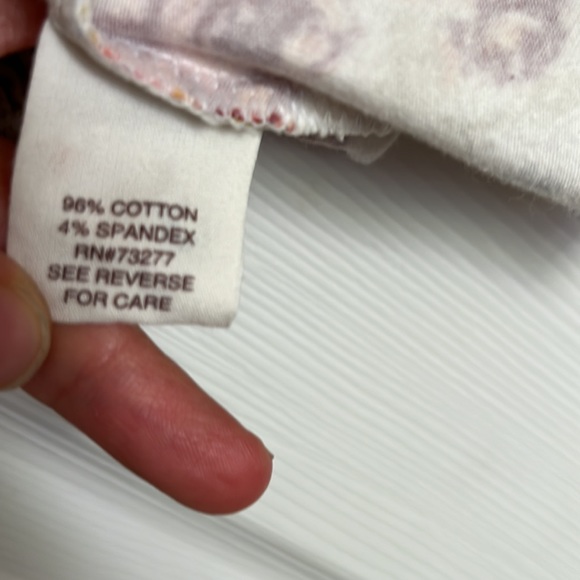 96% COTTON
4% SPANDEX
RN#73277
SEE REVERSE
FOR CARE